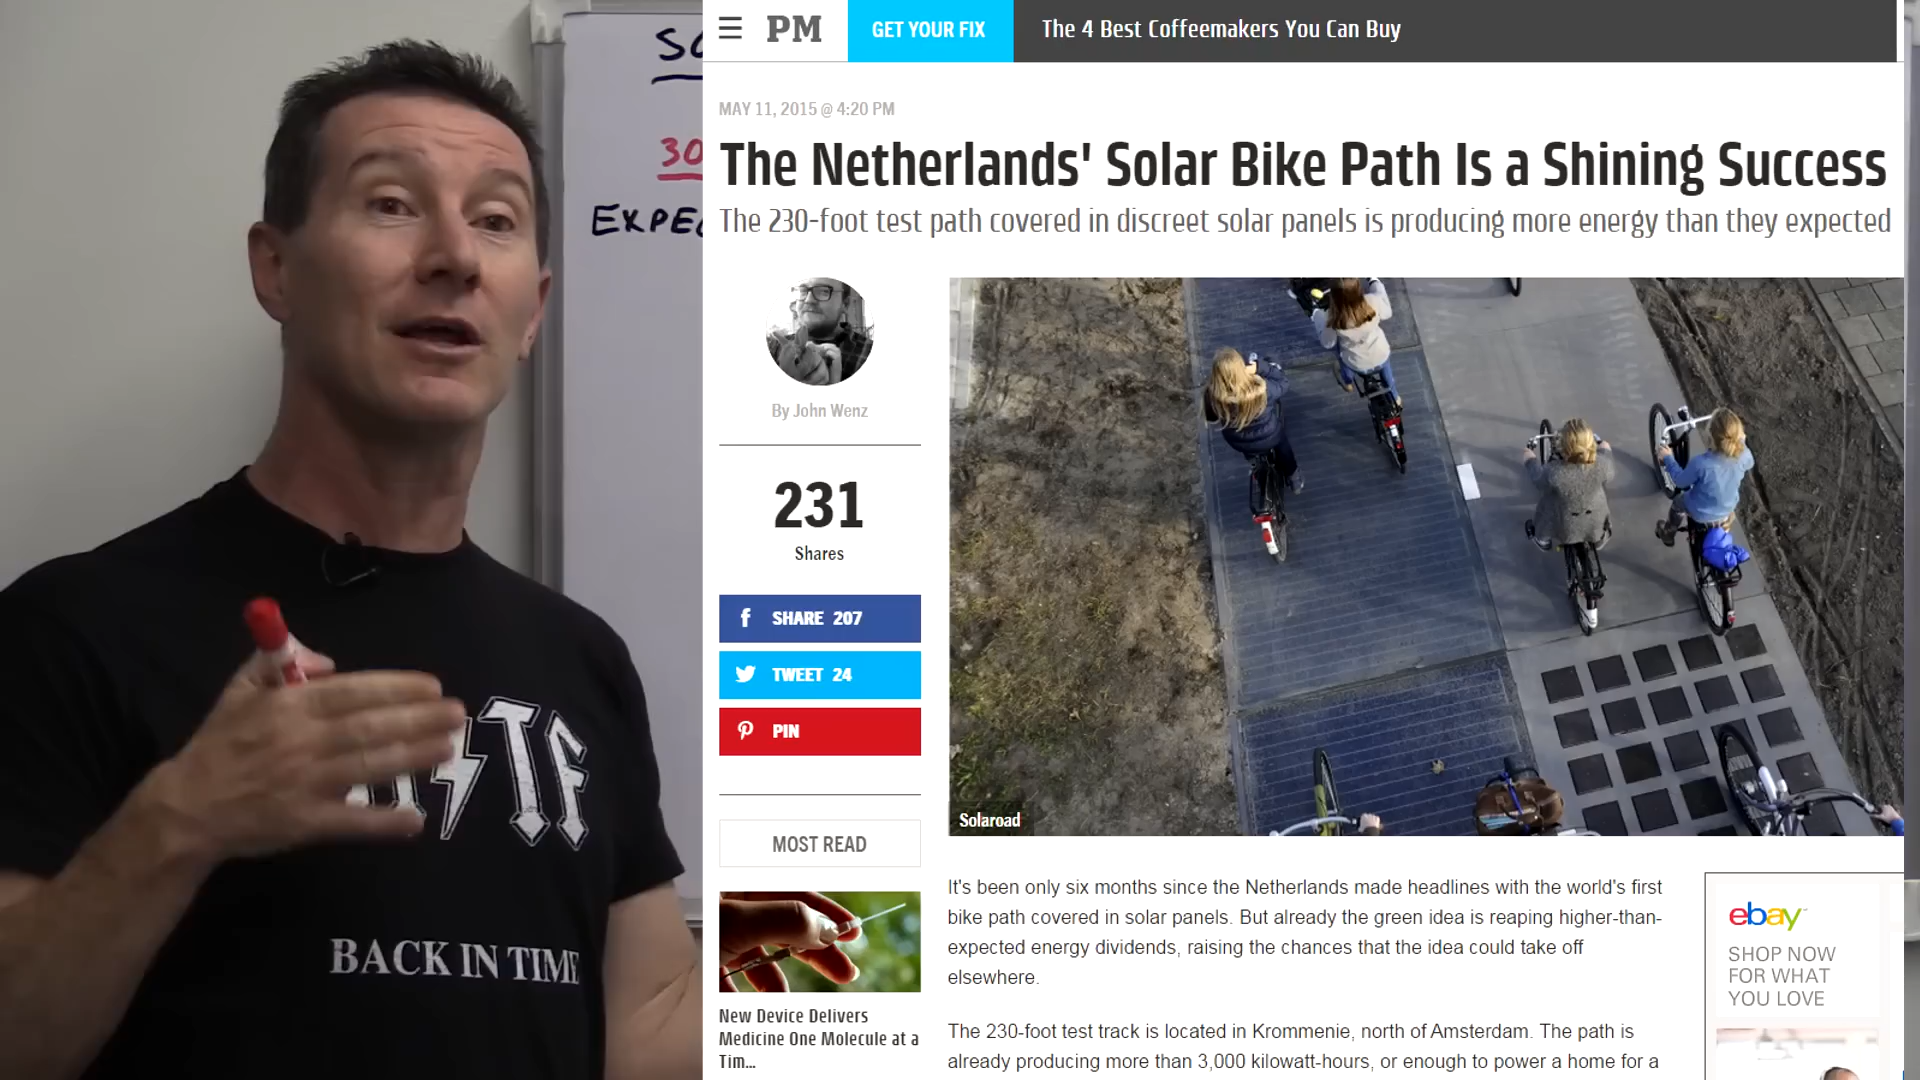 SO
30
EXPEC
BACK IN TIME
PM
GET YOUR FIX
The 4 Best Coffeemakers You Can Buy
MAY 11, 2015 @ 4:20 PM
The Netherlands' Solar Bike Path Is a Shining Success
The 230-foot test path covered in discreet solar panels is producing more energy than they expected
By John Wenz
231
Shares
f SHARE 207
TWEET 24
PIN
MOST READ
New Device Delivers
Medicine One Molecule at a
Tim...
Solaroad
It's been only six months since the Netherlands made headlines with the world's first
bike path covered in solar panels. But already the green idea is reaping higher-than-
expected energy dividends, raising the chances that the idea could take off
elsewhere.
The 230-foot test track is located in Krommenie, north of Amsterdam. The path is
already producing more than 3,000 kilowatt-hours, or enough to power a home for a
ebay
SHOP NOW
FOR WHAT
YOU LOVE